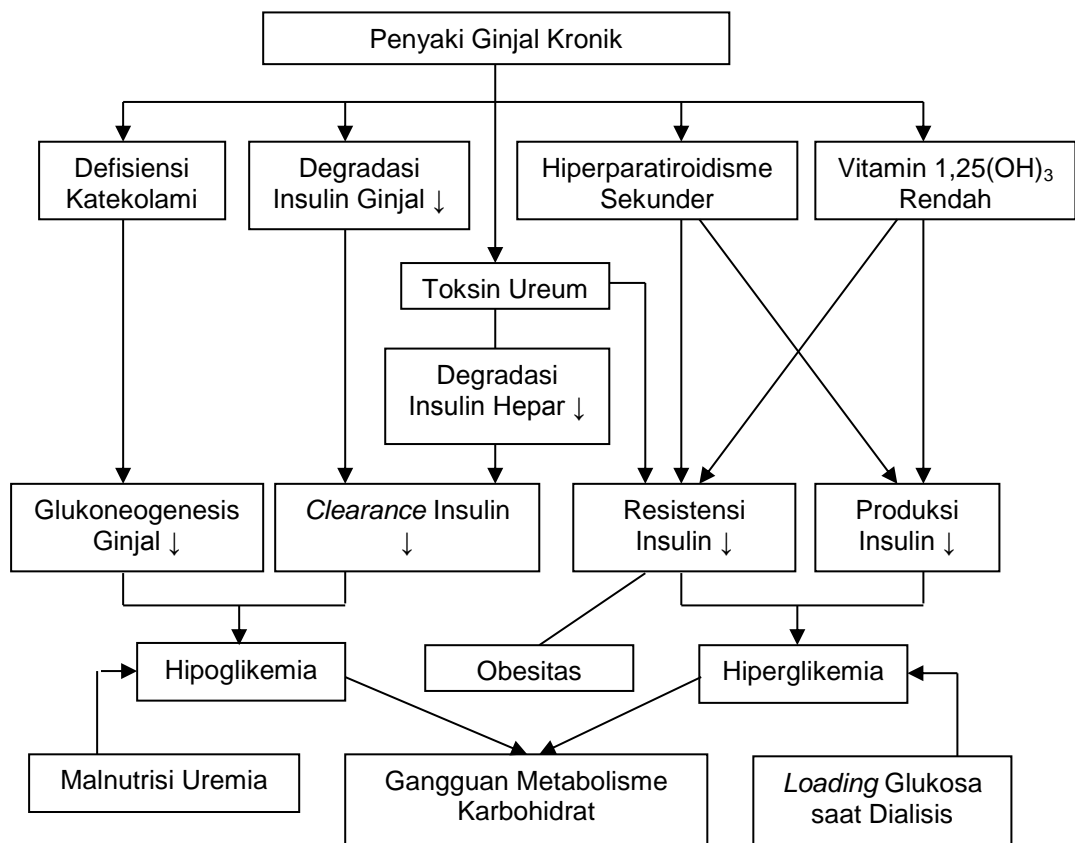 Penyaki Ginjal Kronik
Defisiensi
Katekolami
Degradasi
Insulin Ginjal ↓
Hiperparatiroidisme
Sekunder
Vitamin 1,25(OH)₃
Rendah
Toksin Ureum
Degradasi
Insulin Hepar ↓
Glukoneogenesis
Ginjal ↓
Clearance Insulin
↓
Resistensi
Insulin ↓
Produksi
Insulin ↓
Hipoglikemia
Obesitas
Hiperglikemia
Malnutrisi Uremia
Gangguan Metabolisme
Karbohidrat
Loading Glukosa
saat Dialisis